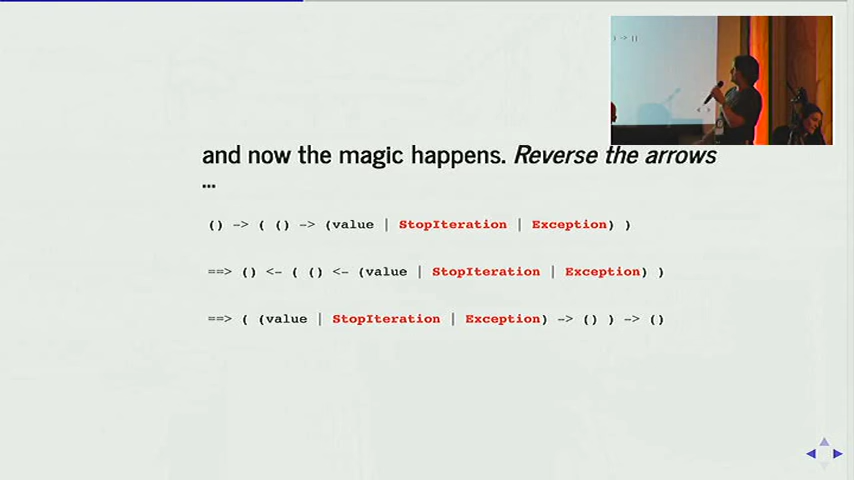 and now the magic happens. Reverse the arrows
...
() -> ( () -> (value | StopIteration | Exception) )
==> () <- ( () <- (value | StopIteration | Exception) )
==> ( (value | StopIteration | Exception) -> () ) -> ()